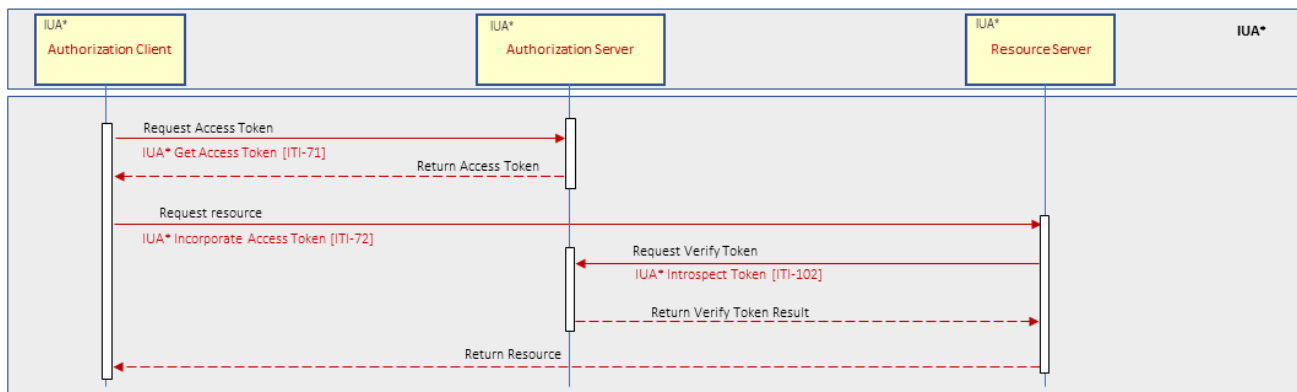 IUA*
Authorization Client
IUA*
Authorization Server
IUA*
Resource Server
IUA*
Request Access Token
IUA* Get Access Token [ITI-71]
Return Access Token
Request resource
IUA* Incorporate Access Token [ITI-72]
Request Verify Token
IUA* Introspect Token [ITI-102]
Return Verify Token Result
Return Resource